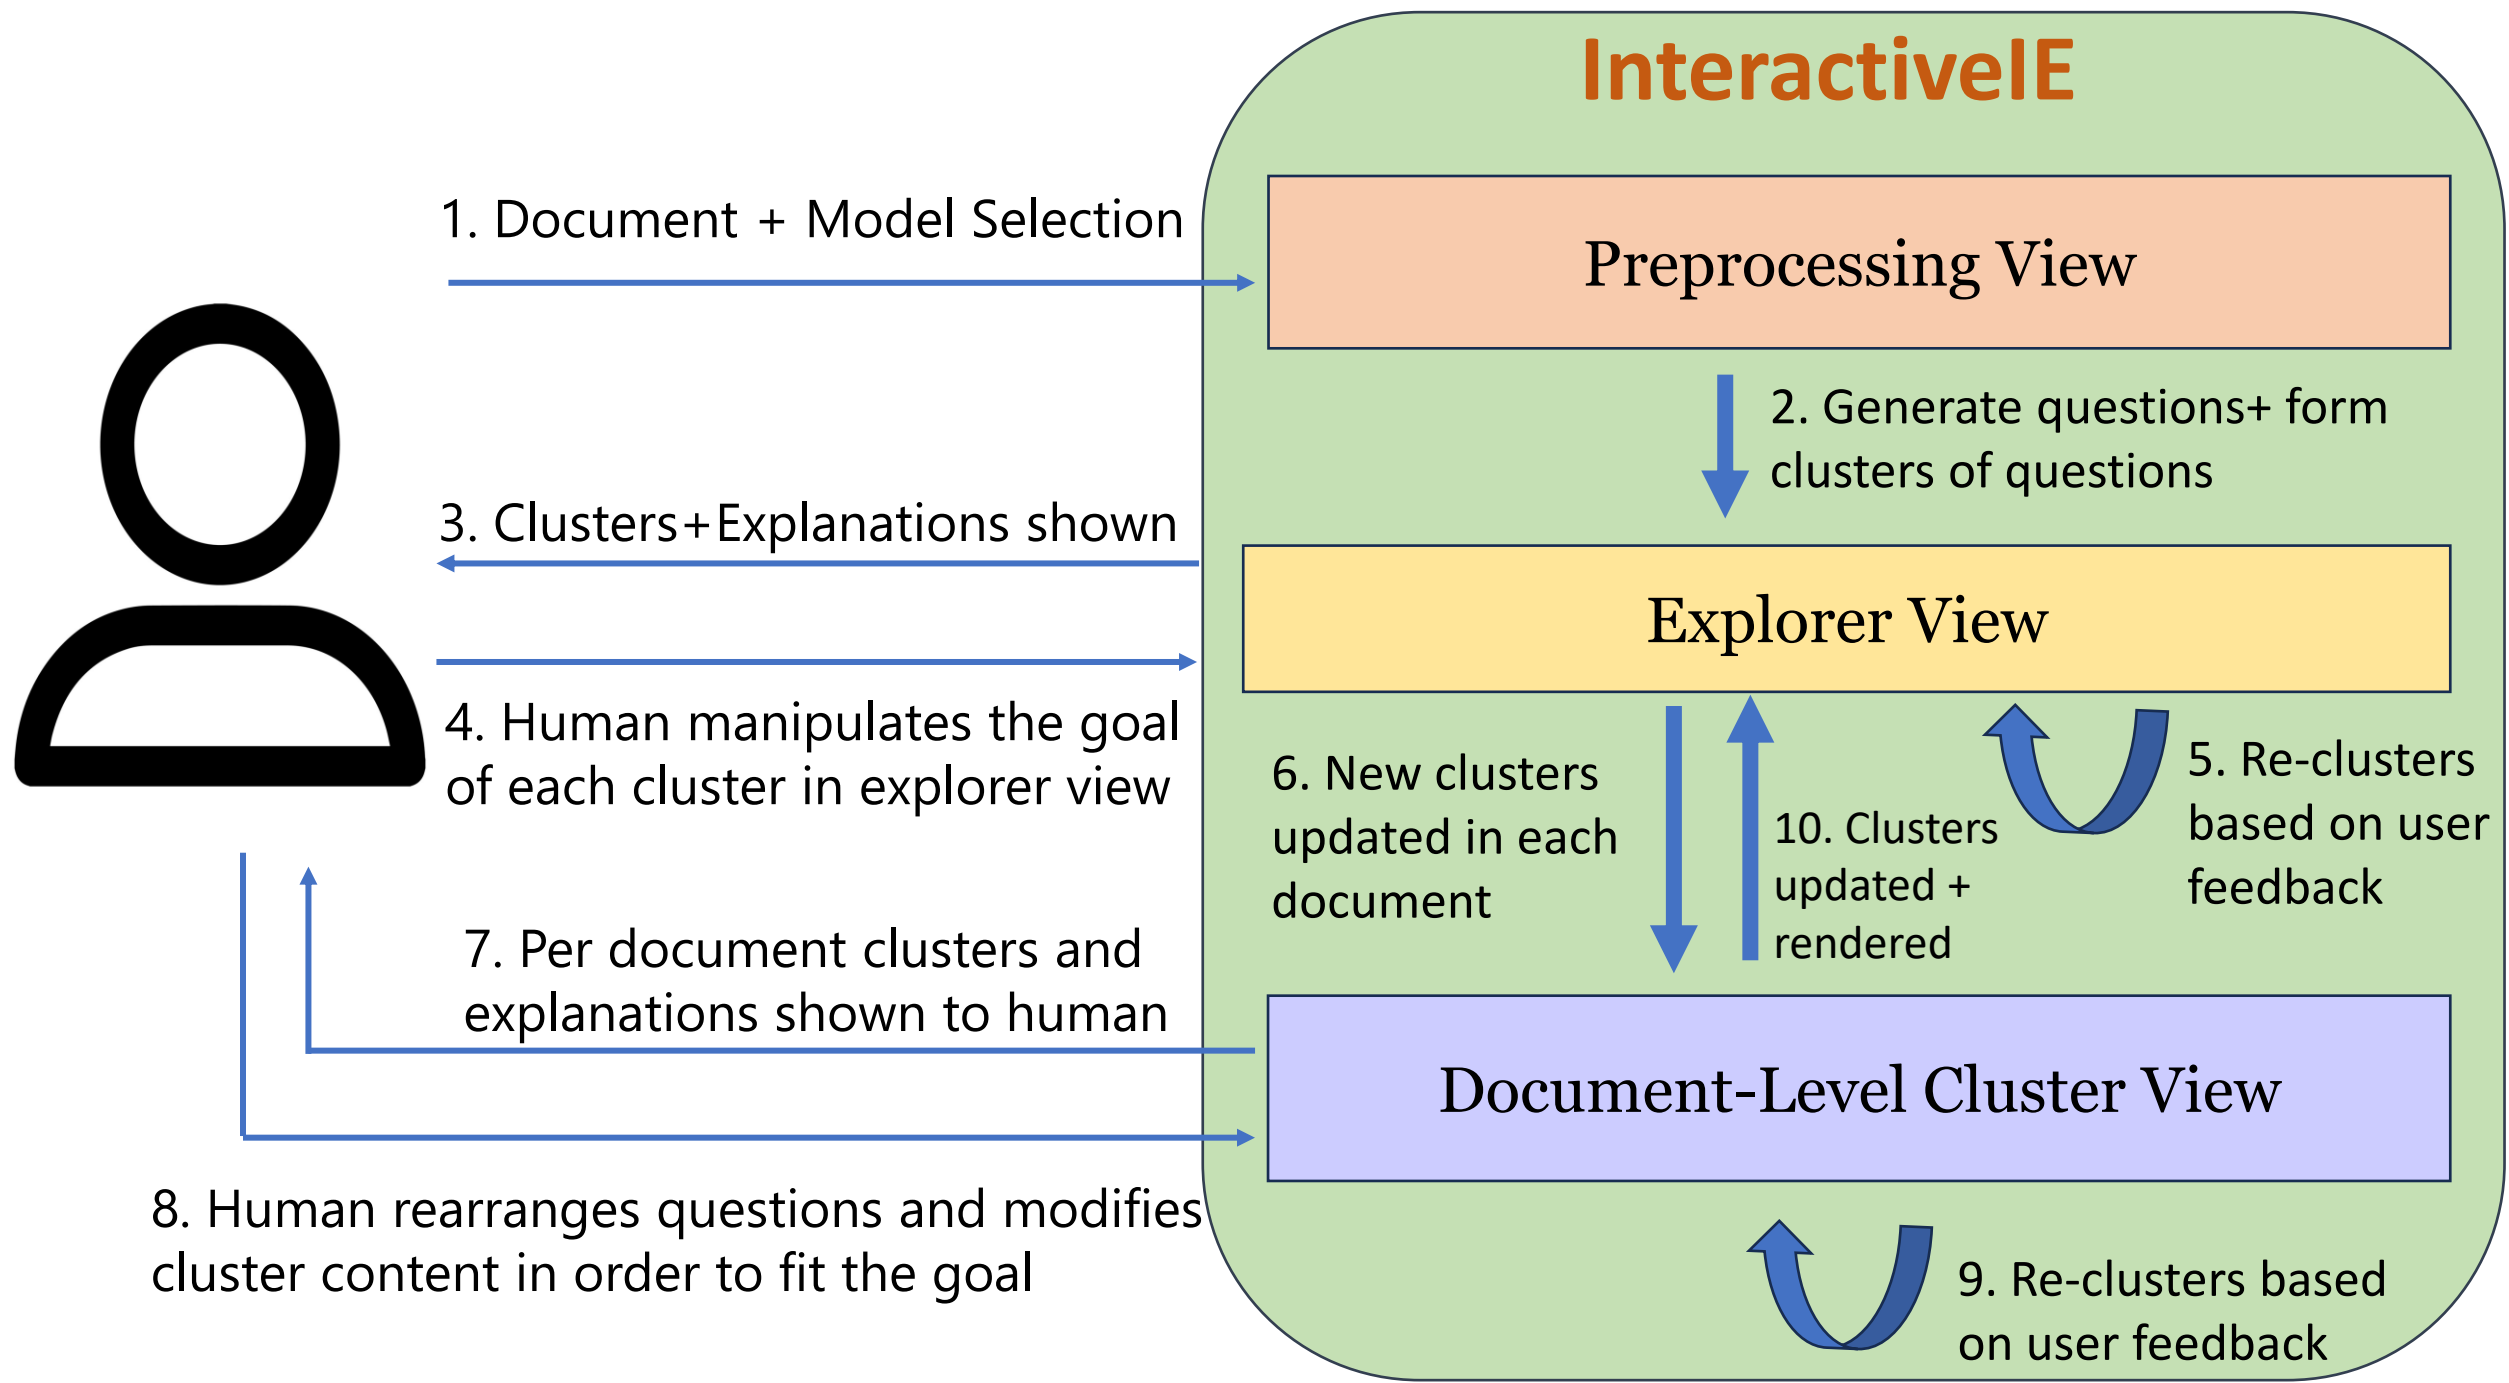 InteractiveIE
1. Document + Model Selection
Preprocessing View
2. Generate questions+ form
clusters of questions
3. Clusters+Explanations shown
Explorer View
4. Human manipulates the goal
of each cluster in explorer view
5. Re-clusters
based on user
feedback
6. New clusters
updated in each
document
10. Clusters
updated +
rendered
7. Per document clusters and
explanations shown to human
Document-Level Cluster View
8. Human rearranges questions and modifies
cluster content in order to fit the goal
9. Re-clusters based
on user feedback